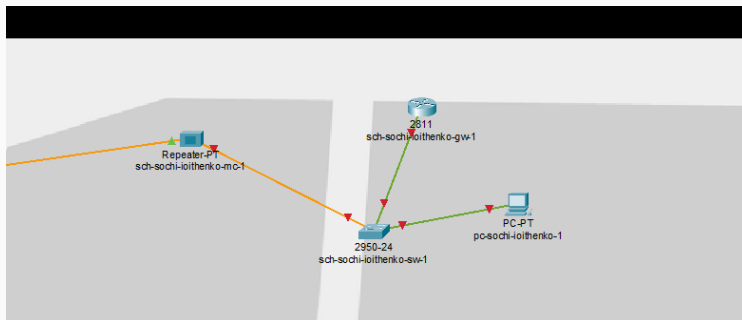 2811
sch-sochi-ioithenko-gw-1
Repeater-PT
sch-sochi-ioithenko-mc-1
PC-PT
pc-sochi-ioithenko-1
2950-24
sch-sochi-ioithenko-sw-1